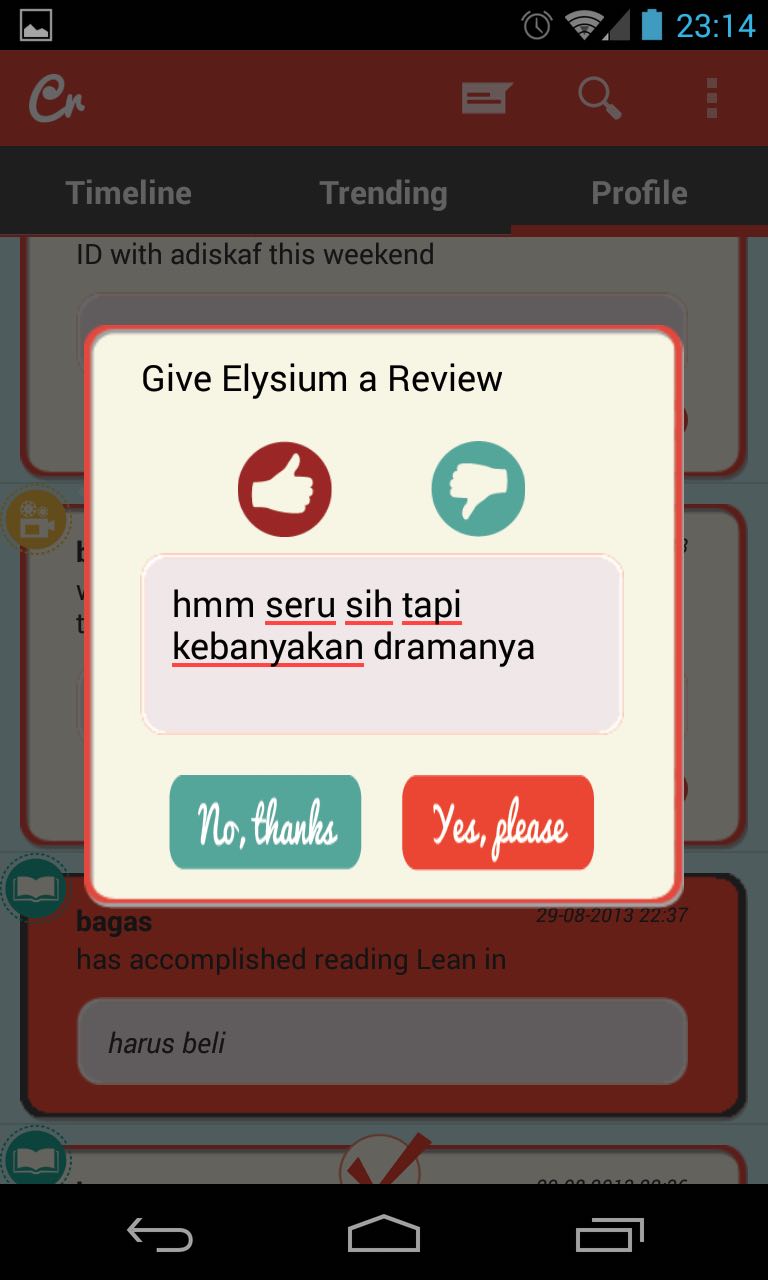 23:14
Cr
Timeline Trending Profile
ID with adiskaf this weekend
Give Elysium a Review
hmm seru sih tapi
kebanyakan dramanya
No, thanks Yes, please
bagas 29-08-2013 22:37
has accomplished reading Lean in
harus beli